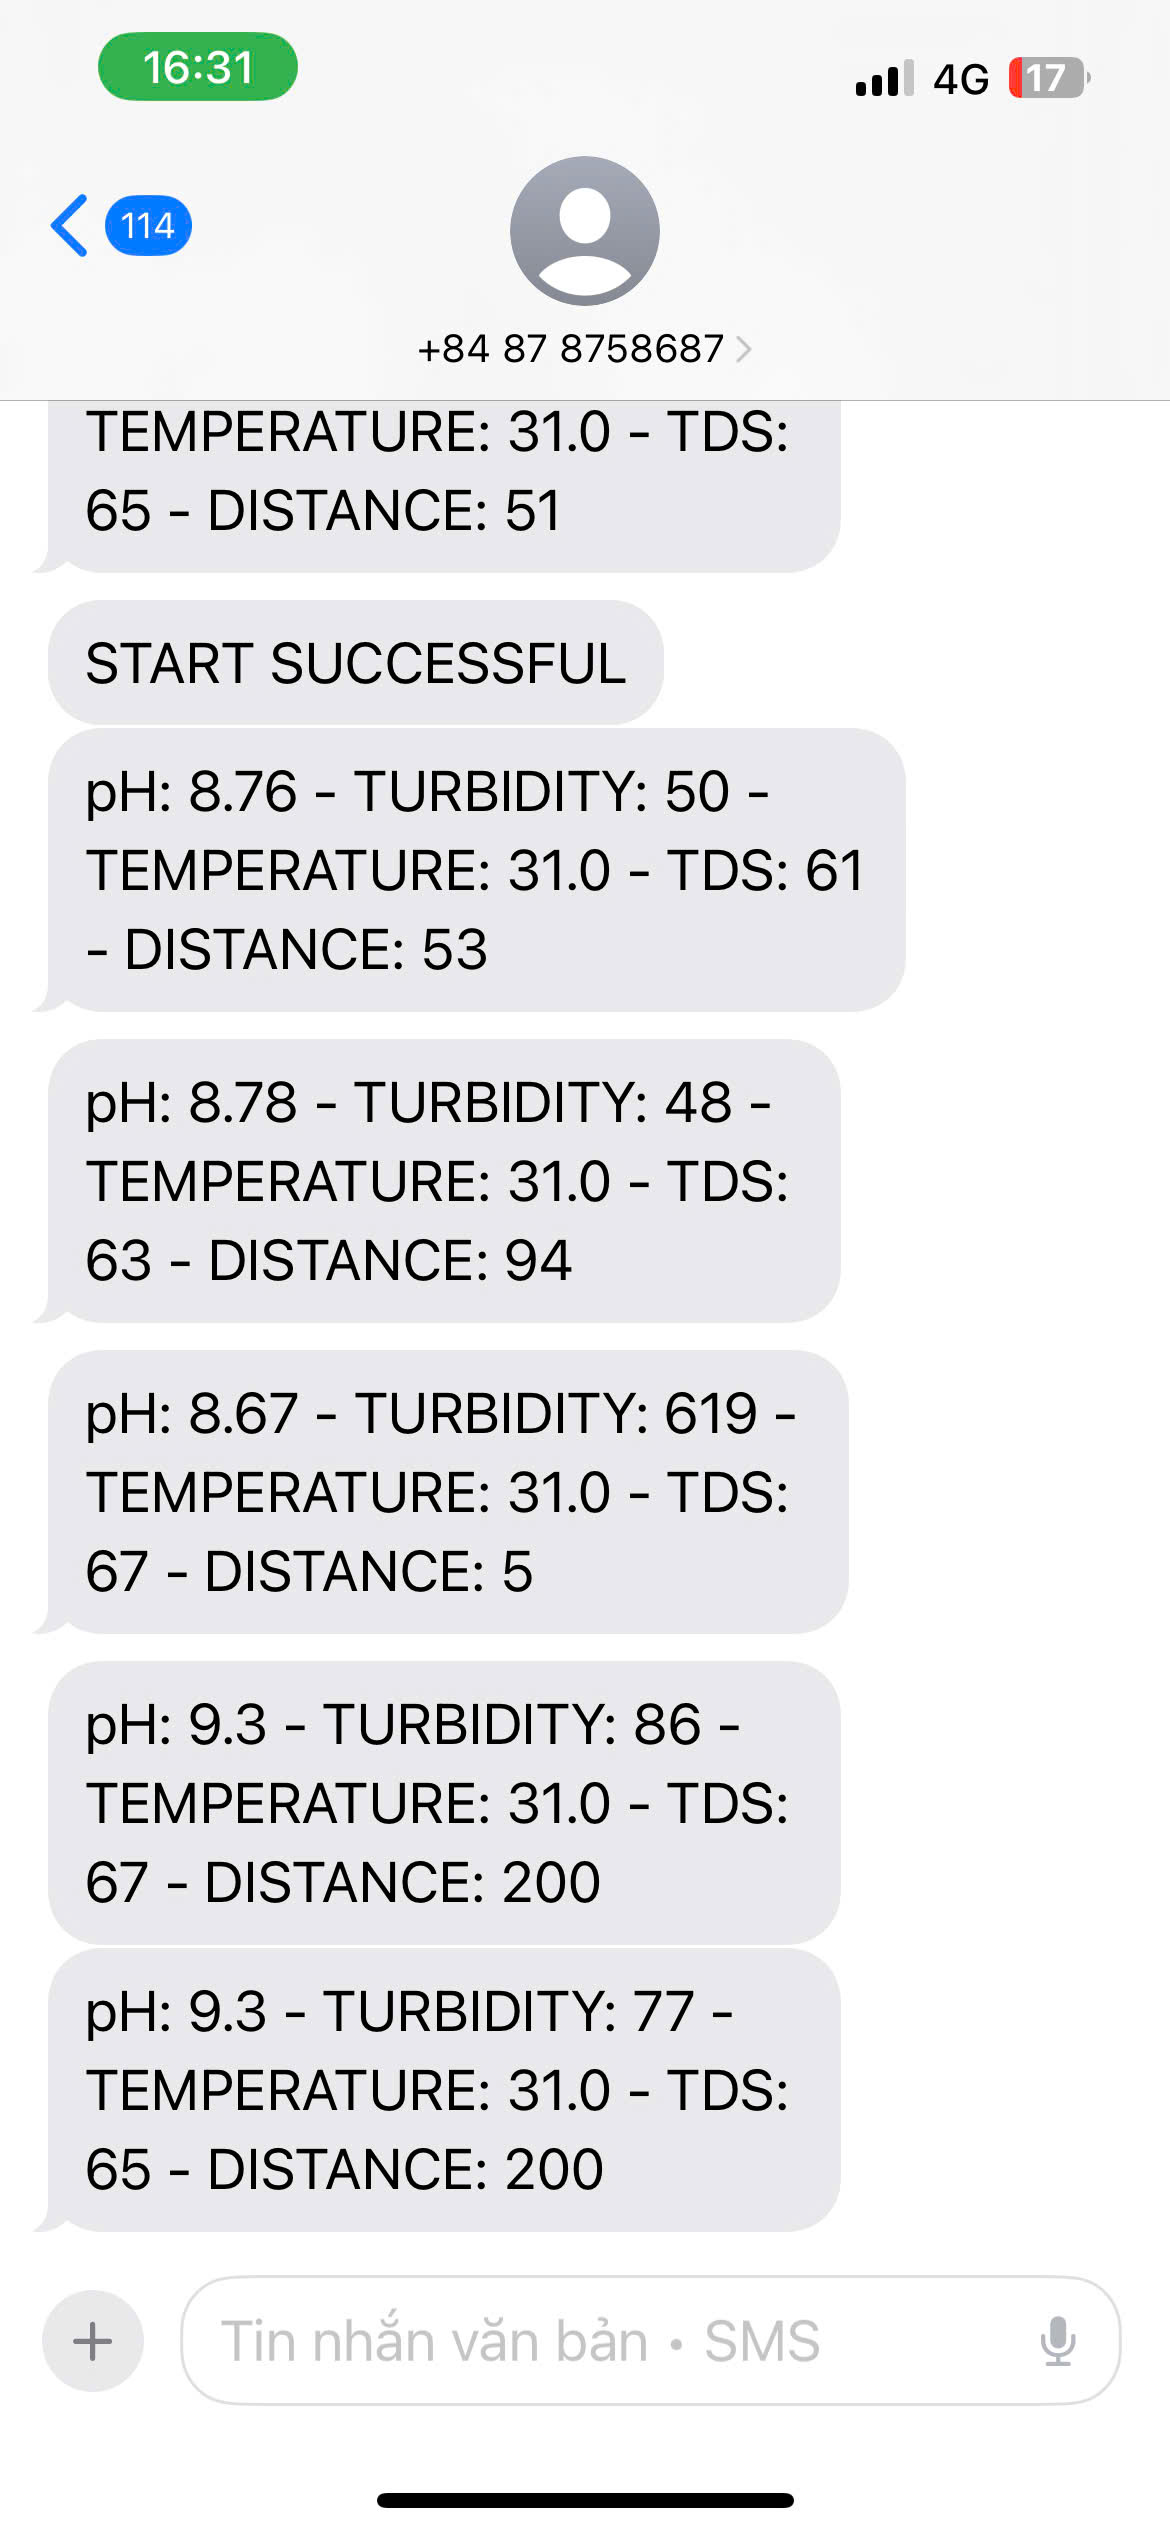 16:31
4G 17
114
+84 87 8758687
TEMPERATURE: 31.0 - TDS:
65 - DISTANCE: 51
START SUCCESSFUL
pH: 8.76 - TURBIDITY: 50 -
TEMPERATURE: 31.0 - TDS: 61
- DISTANCE: 53
pH: 8.78 - TURBIDITY: 48 -
TEMPERATURE: 31.0 - TDS:
63 - DISTANCE: 94
pH: 8.67 - TURBIDITY: 619 -
TEMPERATURE: 31.0 - TDS:
67 - DISTANCE: 5
pH: 9.3 - TURBIDITY: 86 -
TEMPERATURE: 31.0 - TDS:
67 - DISTANCE: 200
pH: 9.3 - TURBIDITY: 77 -
TEMPERATURE: 31.0 - TDS:
65 - DISTANCE: 200
Tin nhắn văn bản • SMS